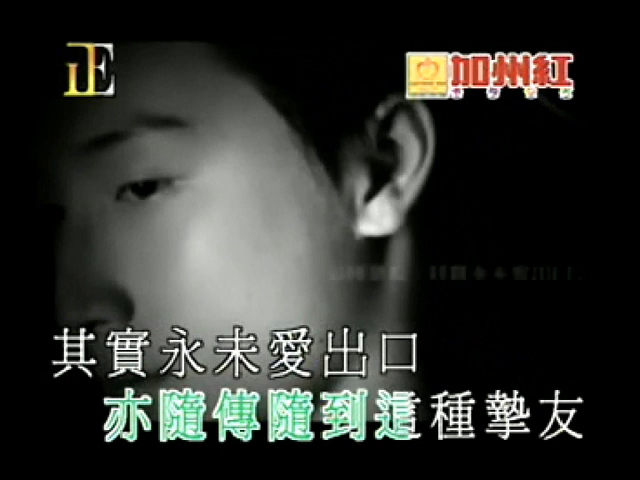 正
加州紅
其實永未愛出口
亦隨傳隨到這種摯友